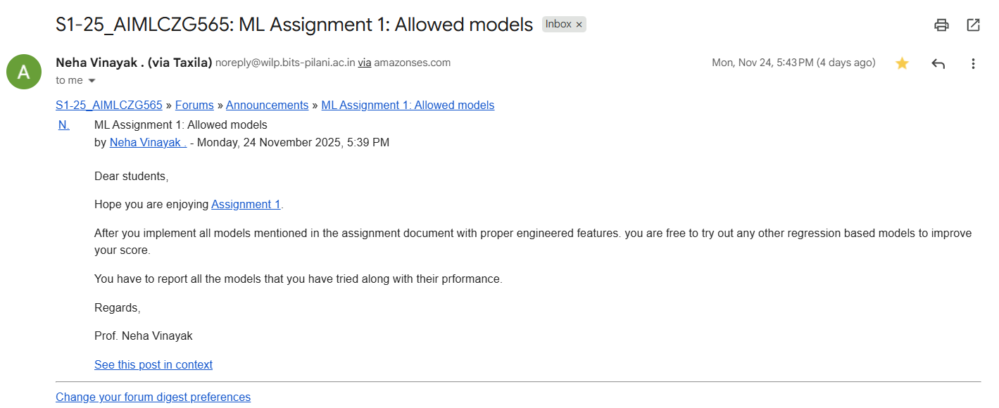 S1-25_AIMLCZG565: ML Assignment 1: Allowed models Inbox ×
Neha Vinayak . (via Taxila) noreply@wilp.bits-pilani.ac.in via amazonses.com Mon, Nov 24, 5:43 PM (4 days ago)
A
to me
S1-25_AIMLCZG565 » Forums » Announcements » ML Assignment 1: Allowed models
N. ML Assignment 1: Allowed models
by Neha Vinayak . - Monday, 24 November 2025, 5:39 PM
Dear students,
Hope you are enjoying Assignment 1.
After you implement all models mentioned in the assignment document with proper engineered features. you are free to try out any other regression based models to improve
your score.
You have to report all the models that you have tried along with their prformance.
Regards,
Prof. Neha Vinayak
See this post in context
Change your forum digest preferences